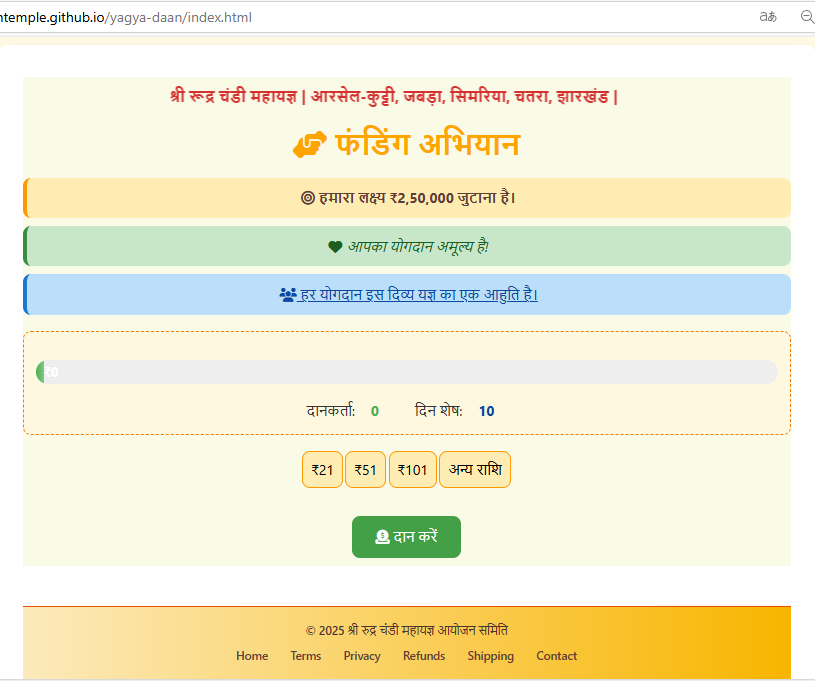 ntemple.github.io/yagya-daan/index.html
श्री रूद्र चंडी महायज्ञ | आरसेल-कुट्टी, जबड़ा, सिमरिया, चतरा, झारखंड |
फंडिंग अभियान
हमारा लक्ष्य ₹2,50,000 जुटाना है।
आपका योगदान अमूल्य है!
हर योगदान इस दिव्य यज्ञ का एक आहुति है।
₹0
दानकर्ता: 0 दिन शेष: 10
₹21 ₹51 ₹101 अन्य राशि
दान करें
© 2025 श्री रुद्र चंडी महायज्ञ आयोजन समिति
Home Terms Privacy Refunds Shipping Contact